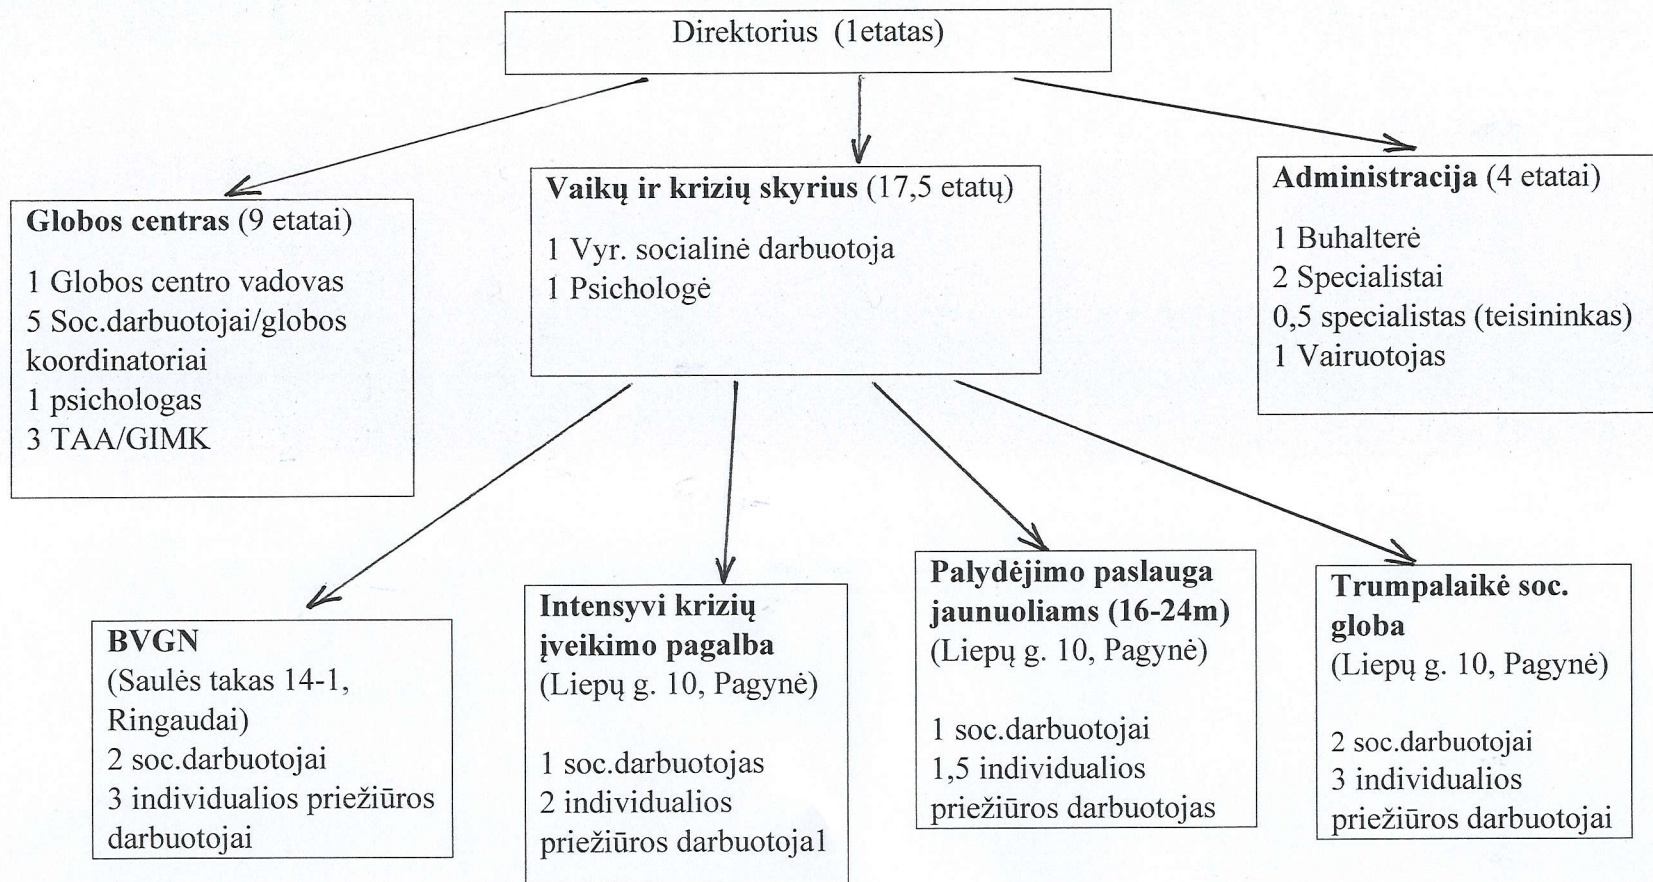 Direktorius (1etatas)
Globos centras (9 etatai)
1 Globos centro vadovas
5 Soc.darbuotojai/globos
koordinatoriai
1 psichologas
3 TAA/GIMK
Vaikų ir krizių skyrius (17,5 etatų)
1 Vyr. socialinė darbuotoja
1 Psichologė
Administracija (4 etatai)
1 Buhalterė
2 Specialistai
0,5 specialistas (teisininkas)
1 Vairuotojas
BVGN
(Saulės takas 14-1,
Ringaudai)
2 soc.darbuotojai
3 individualios priežiūros
darbuotojai
Intensyvi krizių
įveikimo pagalba
(Liepų g. 10, Pagynė)
1 soc.darbuotojas
2 individualios
priežiūros darbuotoja1
Palydėjimo paslauga
jaunuoliams (16-24m)
(Liepų g. 10, Pagynė)
1 soc.darbuotojai
1,5 individualios
priežiūros darbuotojas
Trumpalaikė soc.
globa
(Liepų g. 10, Pagynė)
2 soc.darbuotojai
3 individualios
priežiūros darbuotojai